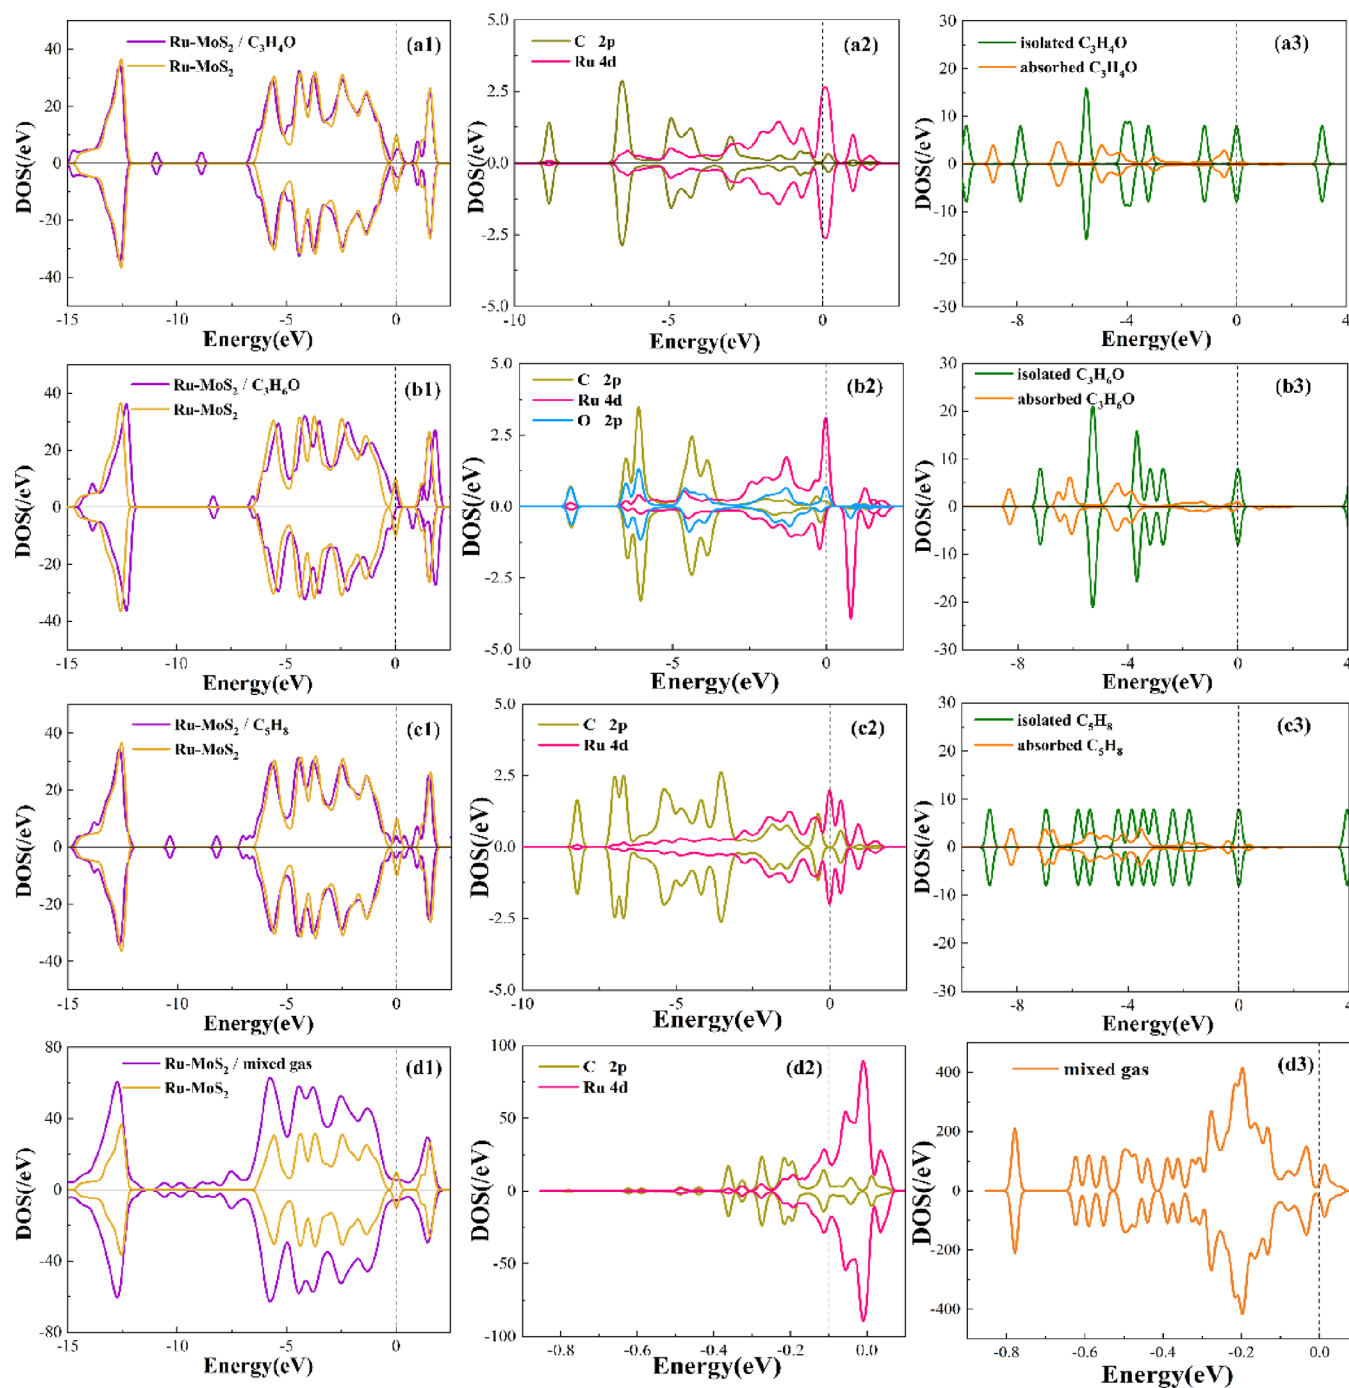 Ru-MoS₂ / C₃H₄O
Ru-MoS₂
(a1)
40
20
0
-20
-40
DOS(/eV)
-15
-10
-5
0
Energy(eV)
C 2p
Ru 4d
(a2)
5.0
2.5
0.0
2.5
5.0
DOS(/eV)
-10
-5
0
Energy(eV)
isolated C₃H₄O
absorbed C₃H₄O
(a3)
30
20
10
0
-10
-20
-30
DOS(/eV)
-8
-4
0
4
Energy(eV)
Ru-MoS₂ / C₃H₆O
Ru-MoS₂
(b1)
40
20
0
-20
-40
DOS(/eV)
-15
-10
-5
0
Energy(eV)
C 2p
Ru 4d
O 2p
(b2)
5.0
2.5
0.0
-2.5
-5.0
DOS(/eV)
-10
-5
0
Energy(eV)
isolated C₃H₆O
absorbed C₃H₆O
(b3)
30
20
10
0
-10
-20
-30
DOS(/eV)
-8
-4
0
4
Energy(eV)
Ru-MoS₂ / C₅H₈
Ru-MoS₂
(c1)
40
20
0
-20
-40
DOS(/eV)
-15
-10
-5
0
Energy(eV)
C 2p
Ru 4d
(c2)
5.0
2.5
0.0
-2.5
-5.0
DOS(/eV)
-10
-5
0
Energy(eV)
isolated C₅H₈
absorbed C₅H₈
(c3)
30
20
10
0
-10
-20
-30
DOS(/eV)
-8
-4
0
4
Energy(eV)
Ru-MoS₂ / mixed gas
Ru-MoS₂
(d1)
80
40
0
-40
-80
DOS(/eV)
-15
-10
-5
0
Energy(eV)
C 2p
Ru 4d
(d2)
100
50
0
-50
-100
DOS(/eV)
-0.8
-0.6
-0.4
-0.2
0.0
Energy(eV)
mixed gas
(d3)
400
200
0
-200
-400
DOS(/eV)
-0.8
-0.6
-0.4
-0.2
0.0
Energy(eV)